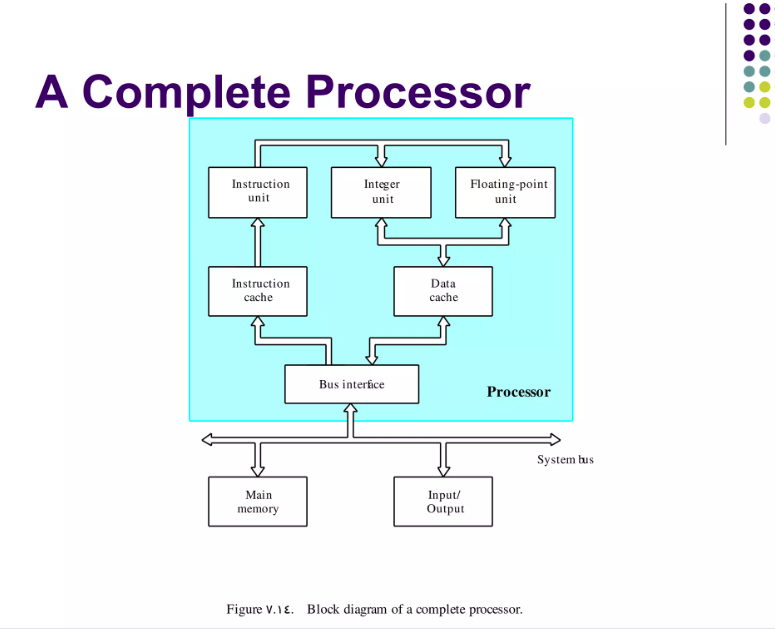 A Complete Processor
Instruction
unit
Integer
unit
Floating-point
unit
Instruction
cache
Data
cache
Bus interface
Processor
System bus
Main
memory
Input/
Output
Figure ٧.١٤. Block diagram of a complete processor.